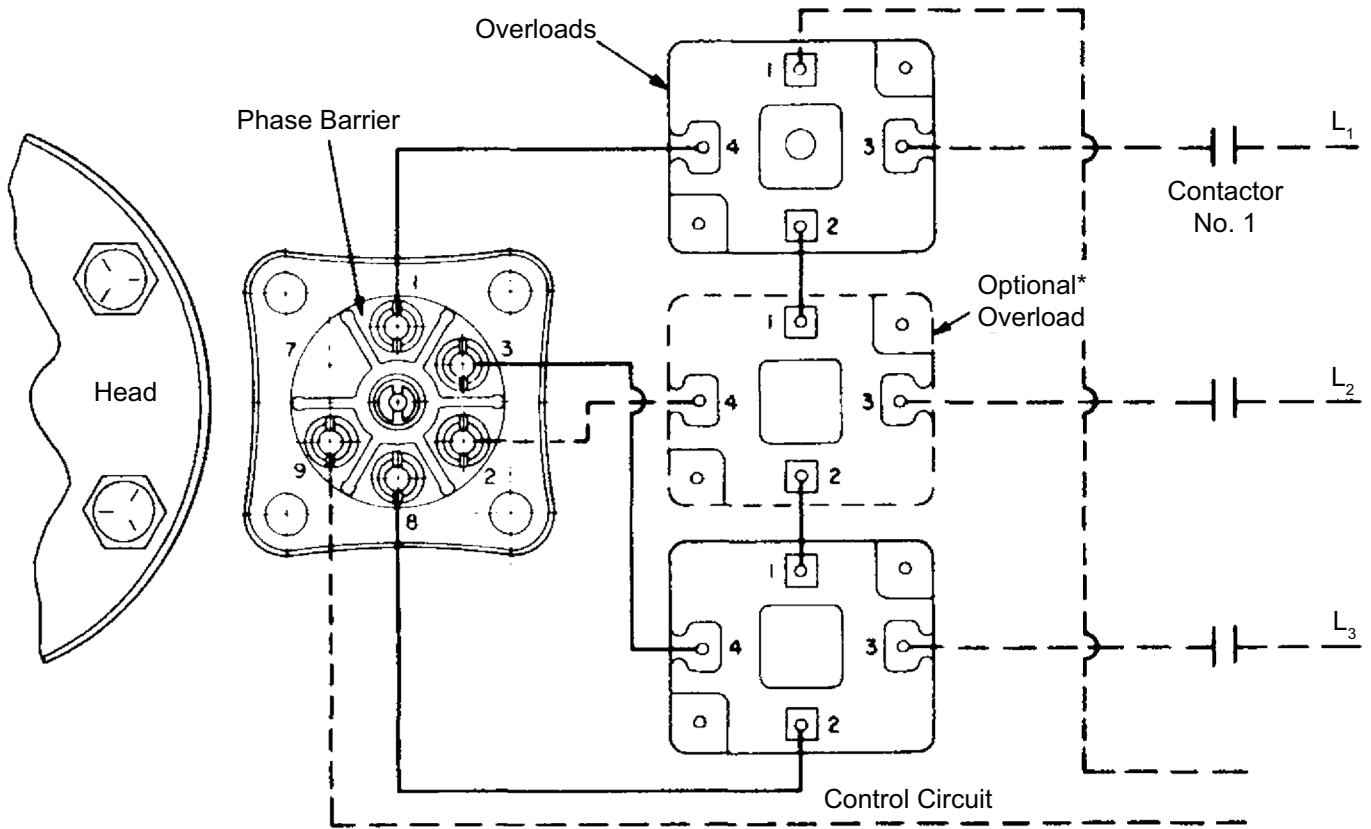 Overloads
1
Phase Barrier
4
3
L1
Contactor
No. 1
2
Optional*
Overload
1
1
7
3
Head
4
3
L2
9
2
2
8
1
4
3
L3
2
Control Circuit